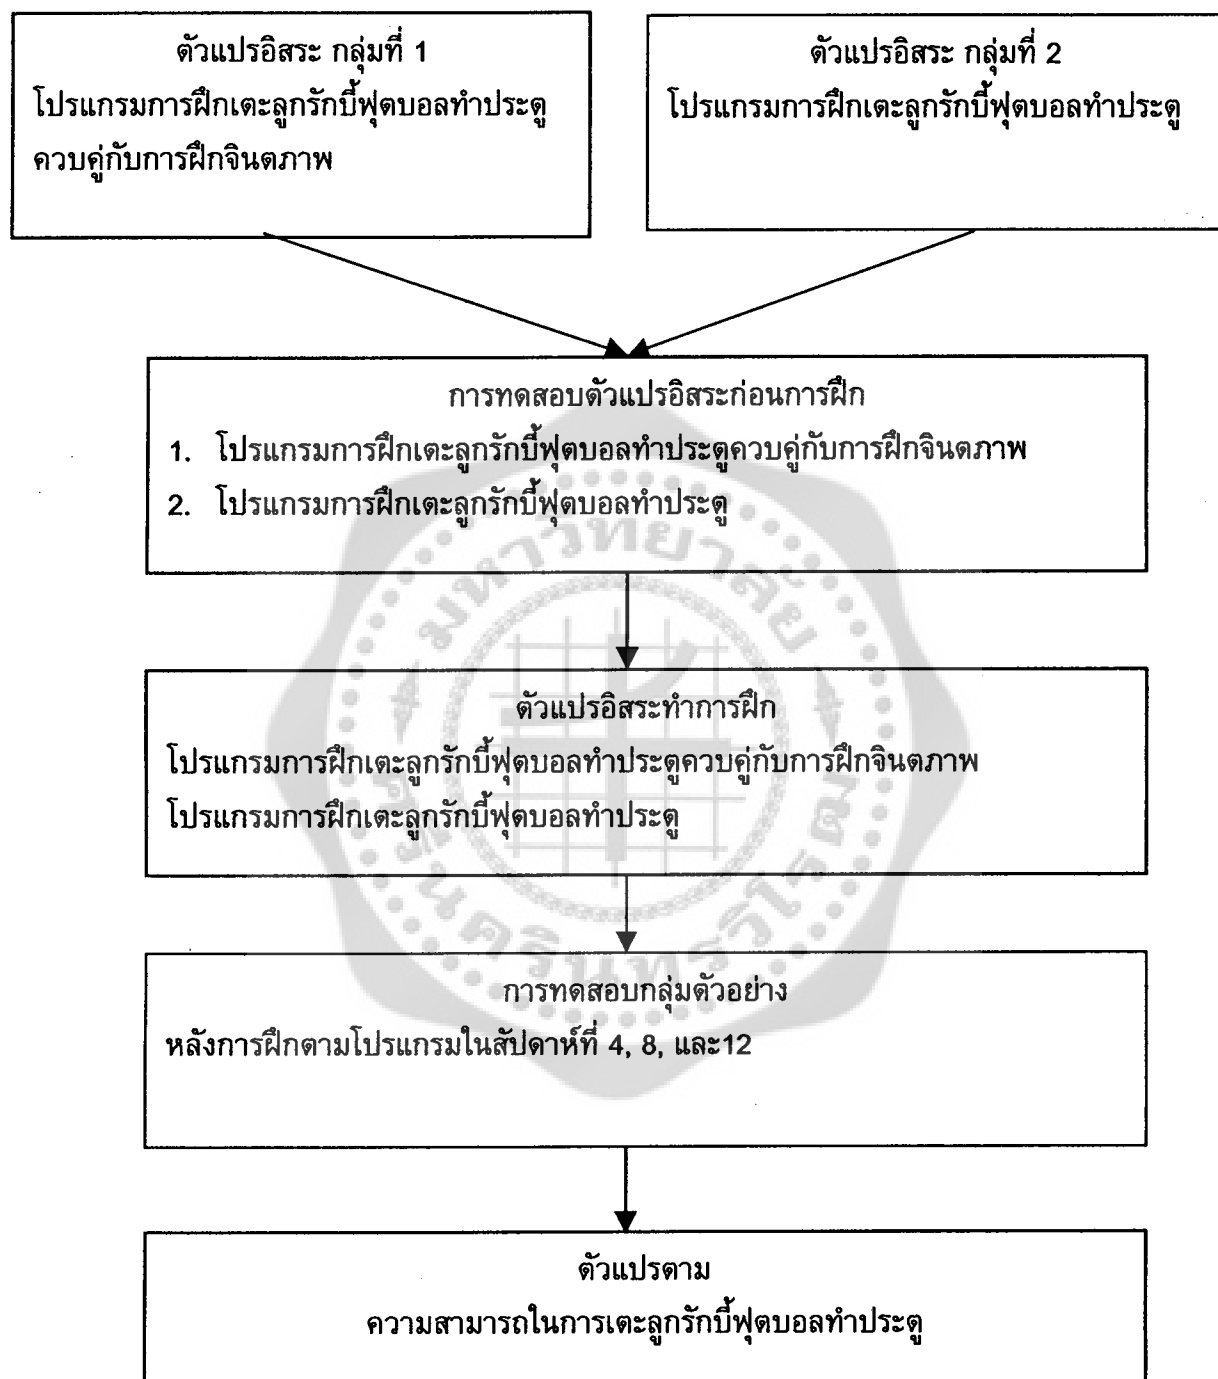 ตัวแปรอิสระ กลุ่มที่ 1
โปรแกรมการฝึกเตะลูกรักบี้ฟุตบอลทำประตู
ควบคู่กับการฝึกจินตภาพ
ตัวแปรอิสระ กลุ่มที่ 2
โปรแกรมการฝึกเตะลูกรักบี้ฟุตบอลทำประตู
การทดสอบตัวแปรอิสระก่อนการฝึก
1. โปรแกรมการฝึกเตะลูกรักบี้ฟุตบอลทำประตูควบคู่กับการฝึกจินตภาพ
2. โปรแกรมการฝึกเตะลูกรักบี้ฟุตบอลทำประตู
ตัวแปรอิสระทำการฝึก
โปรแกรมการฝึกเตะลูกรักบี้ฟุตบอลทำประตูควบคู่กับการฝึกจินตภาพ
โปรแกรมการฝึกเตะลูกรักบี้ฟุตบอลทำประตู
การทดสอบกลุ่มตัวอย่าง
หลังการฝึกตามโปรแกรมในสัปดาห์ที่ 4, 8, และ12
ตัวแปรตาม
ความสามารถในการเตะลูกรักบี้ฟุตบอลทำประตู
มหาวิทยาลัย
ศรีนครินทรวิโรฒ